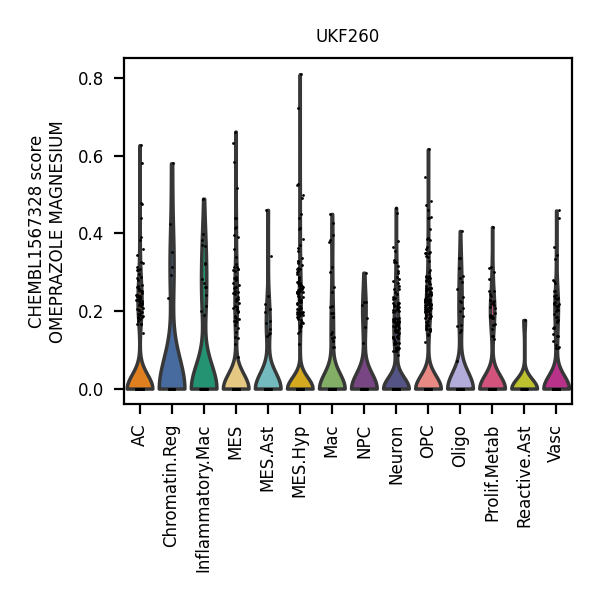 UKF260
CHEMBL1567328 score
OMEPRAZOLE MAGNESIUM
0.8
0.6
0.4
0.2
0.0
AC
Chromatin.Reg
Inflammatory.Mac
MES
MES.Ast
MES.Hyp
Mac
NPC
Neuron
OPC
Oligo
Prolif.Metab
Reactive.Ast
Vasc